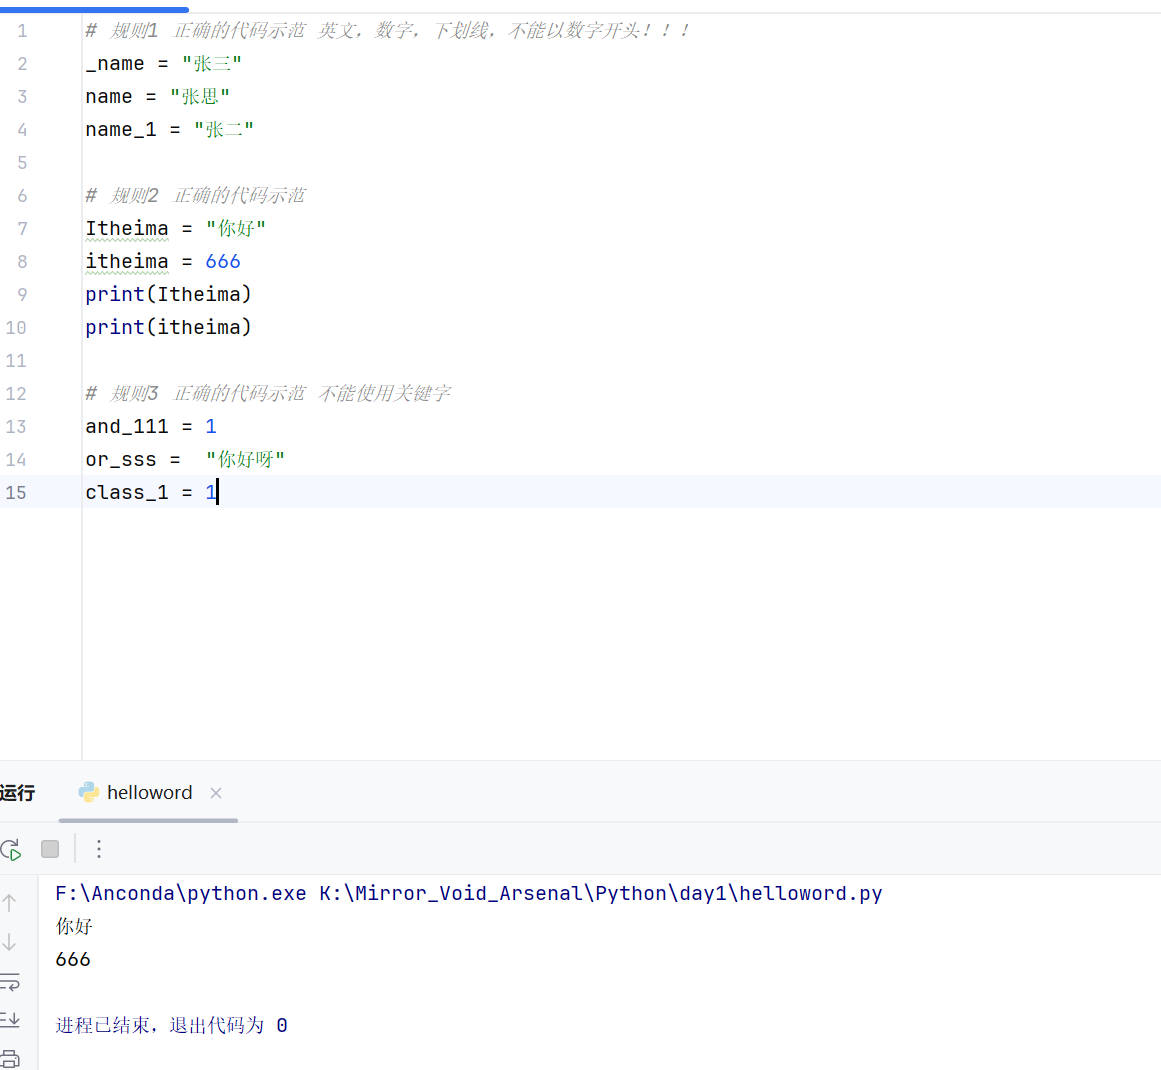 1 # 规则1 正确的代码示范 英文，数字，下划线，不能以数字开头！！！
2 _name = "张三"
3 name = "张思"
4 name_1 = "张二"
5
6 # 规则2 正确的代码示范
7 Itheima = "你好"
8 itheima = 666
9 print(Itheima)
10 print(itheima)
11
12 # 规则3 正确的代码示范 不能使用关键字
13 and_111 = 1
14 or_sss =  "你好呀"
15 class_1 = 1
运行 helloword
F:\Anconda\python.exe K:\Mirror_Void_Arsenal\Python\day1\helloword.py
你好
666
进程已结束，退出代码为 0